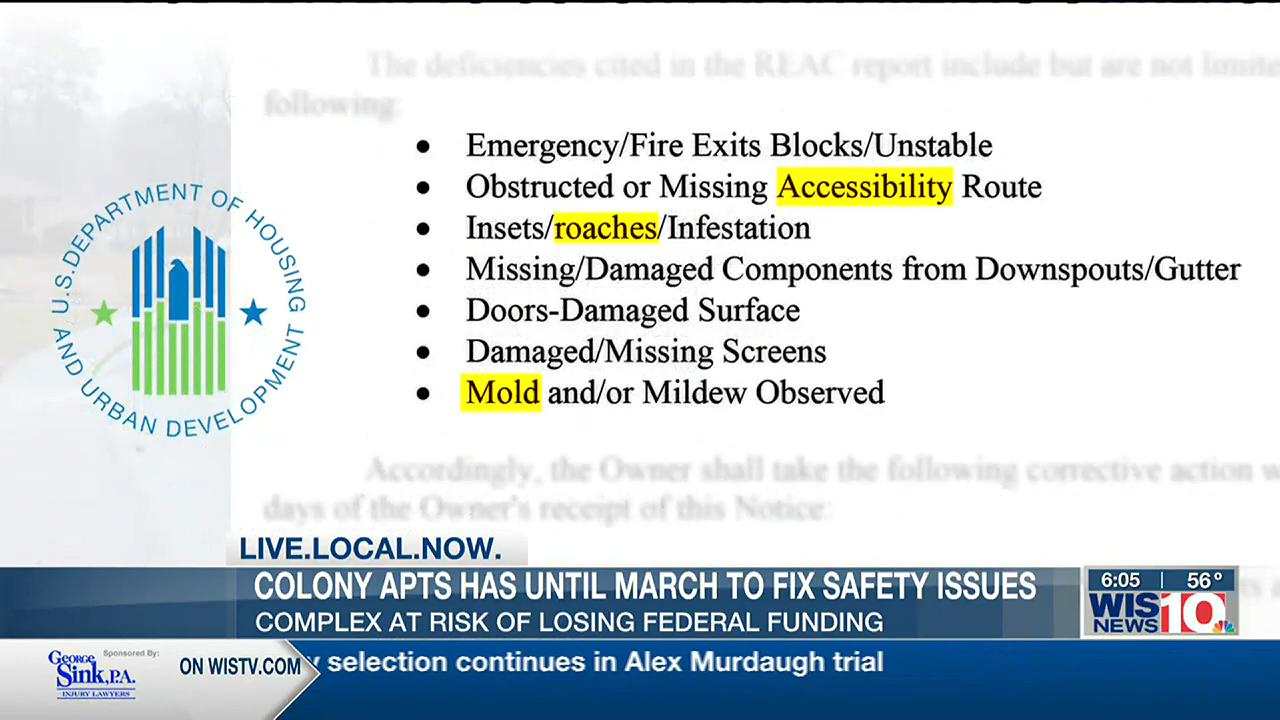 The deficiencies cited in the REAC report include but are not limite
following:
• Emergency/Fire Exits Blocks/Unstable
• Obstructed or Missing Accessibility Route
• Insets/roaches/Infestation
• Missing/Damaged Components from Downspouts/Gutter
• Doors-Damaged Surface
• Damaged/Missing Screens
• Mold and/or Mildew Observed
U.S. DEPARTMENT OF HOUSING
AND URBAN DEVELOPMENT
Accordingly, the Owner shall take the following corrective action w
days of the Owner's receipt of this Notice:
LIVE.LOCAL.NOW.
COLONY APTS HAS UNTIL MARCH TO FIX SAFETY ISSUES
COMPLEX AT RISK OF LOSING FEDERAL FUNDING
6:05 | 56°
WIS 10
NEWS
Sponsored By:
GEORGE
SINK, P.A.
INJURY LAWYERS
ON WISTV.COM
y selection continues in Alex Murdaugh trial